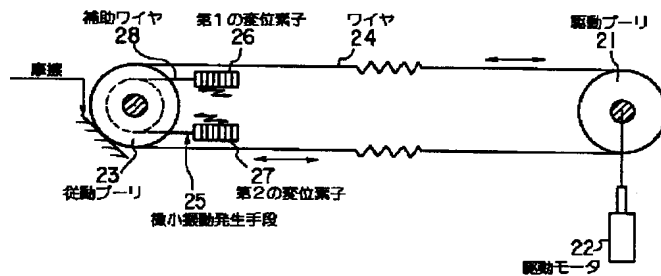 補助ワイヤ
28
第1の変位素子
26
ワイヤ
24
駆動プーリ
21
摩擦
23
従動プーリ
25
微小振動発生手段
27
第2の変位素子
22
駆動モータ